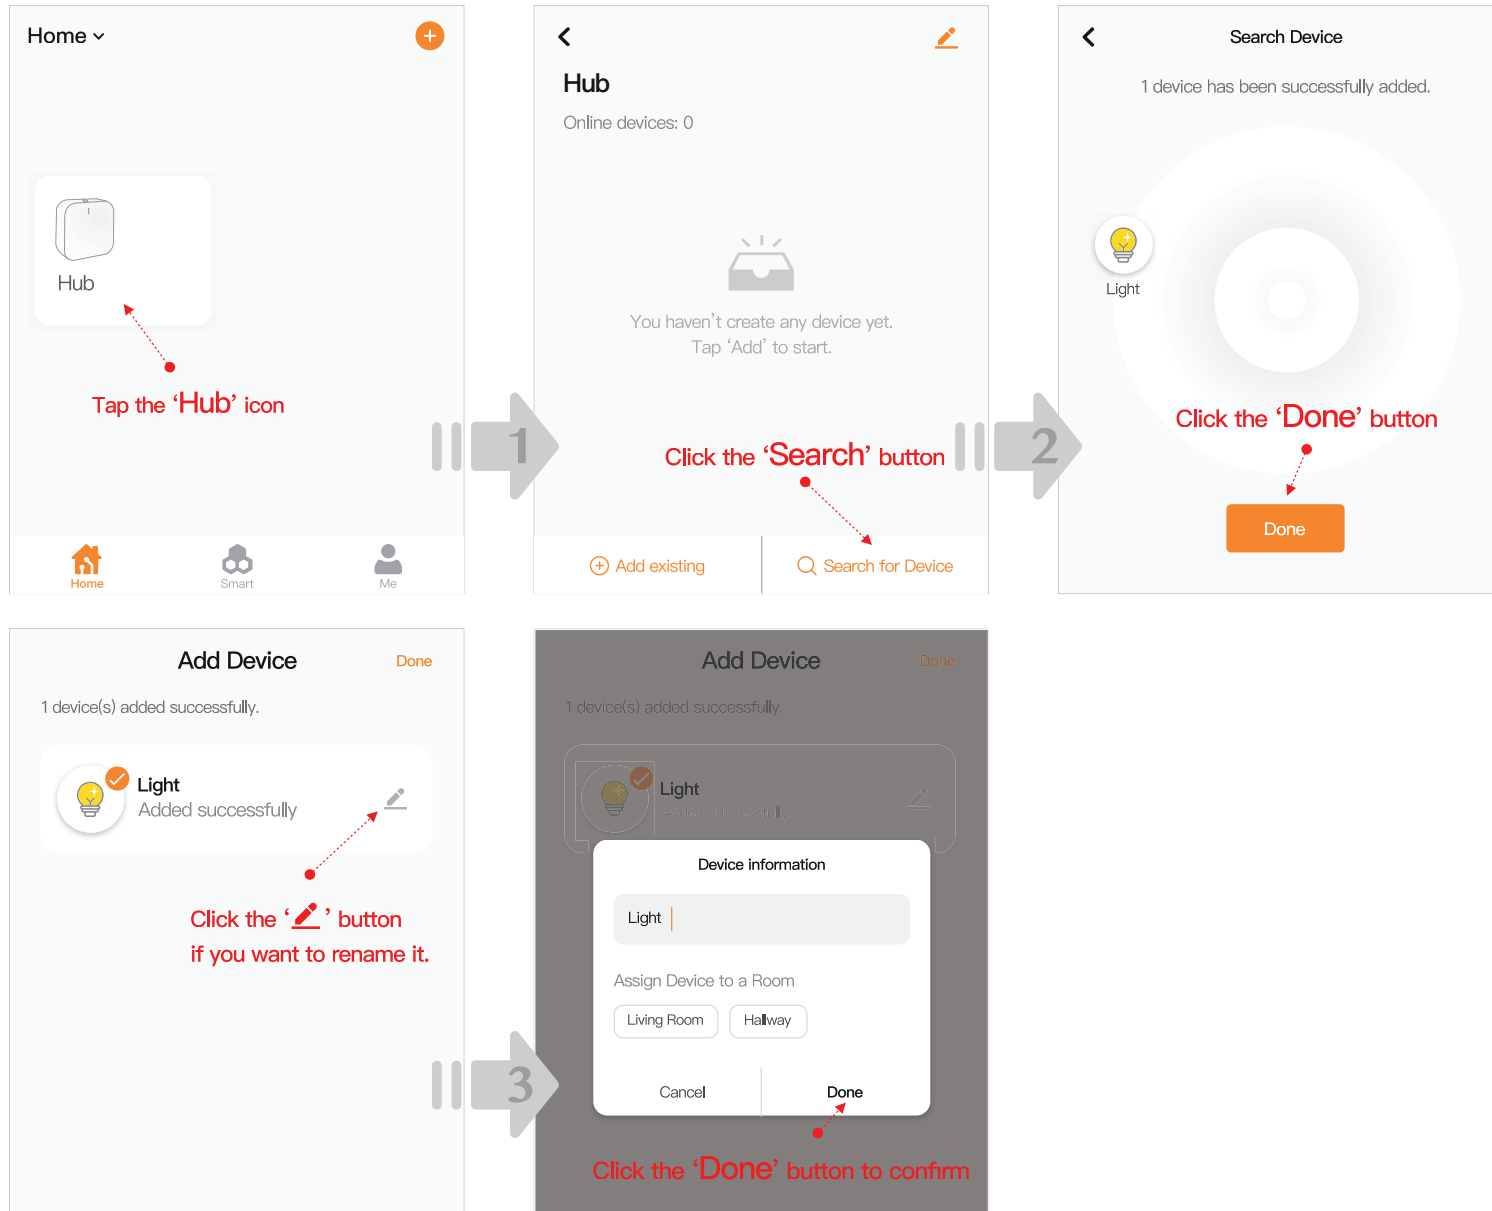 Home
Hub
Tap the ‘Hub’ icon
Home
Smart
Me
1
Hub
Online devices: 0
You haven’t create any device yet.
Tap ‘Add’ to start.
Click the ‘Search’ button
Add existing
Search for Device
2
Search Device
1 device has been successfully added.
Light
Click the ‘Done’ button
Done
Add Device
Done
1 device(s) added successfully.
Light
Added successfully
Click the ‘ ’ button
if you want to rename it.
3
Add Device
Done
1 device(s) added successfully.
Light
Added successfully
Device information
Light
Assign Device to a Room
Living Room
Hallway
Cancel
Done
Click the ‘Done’ button to confirm